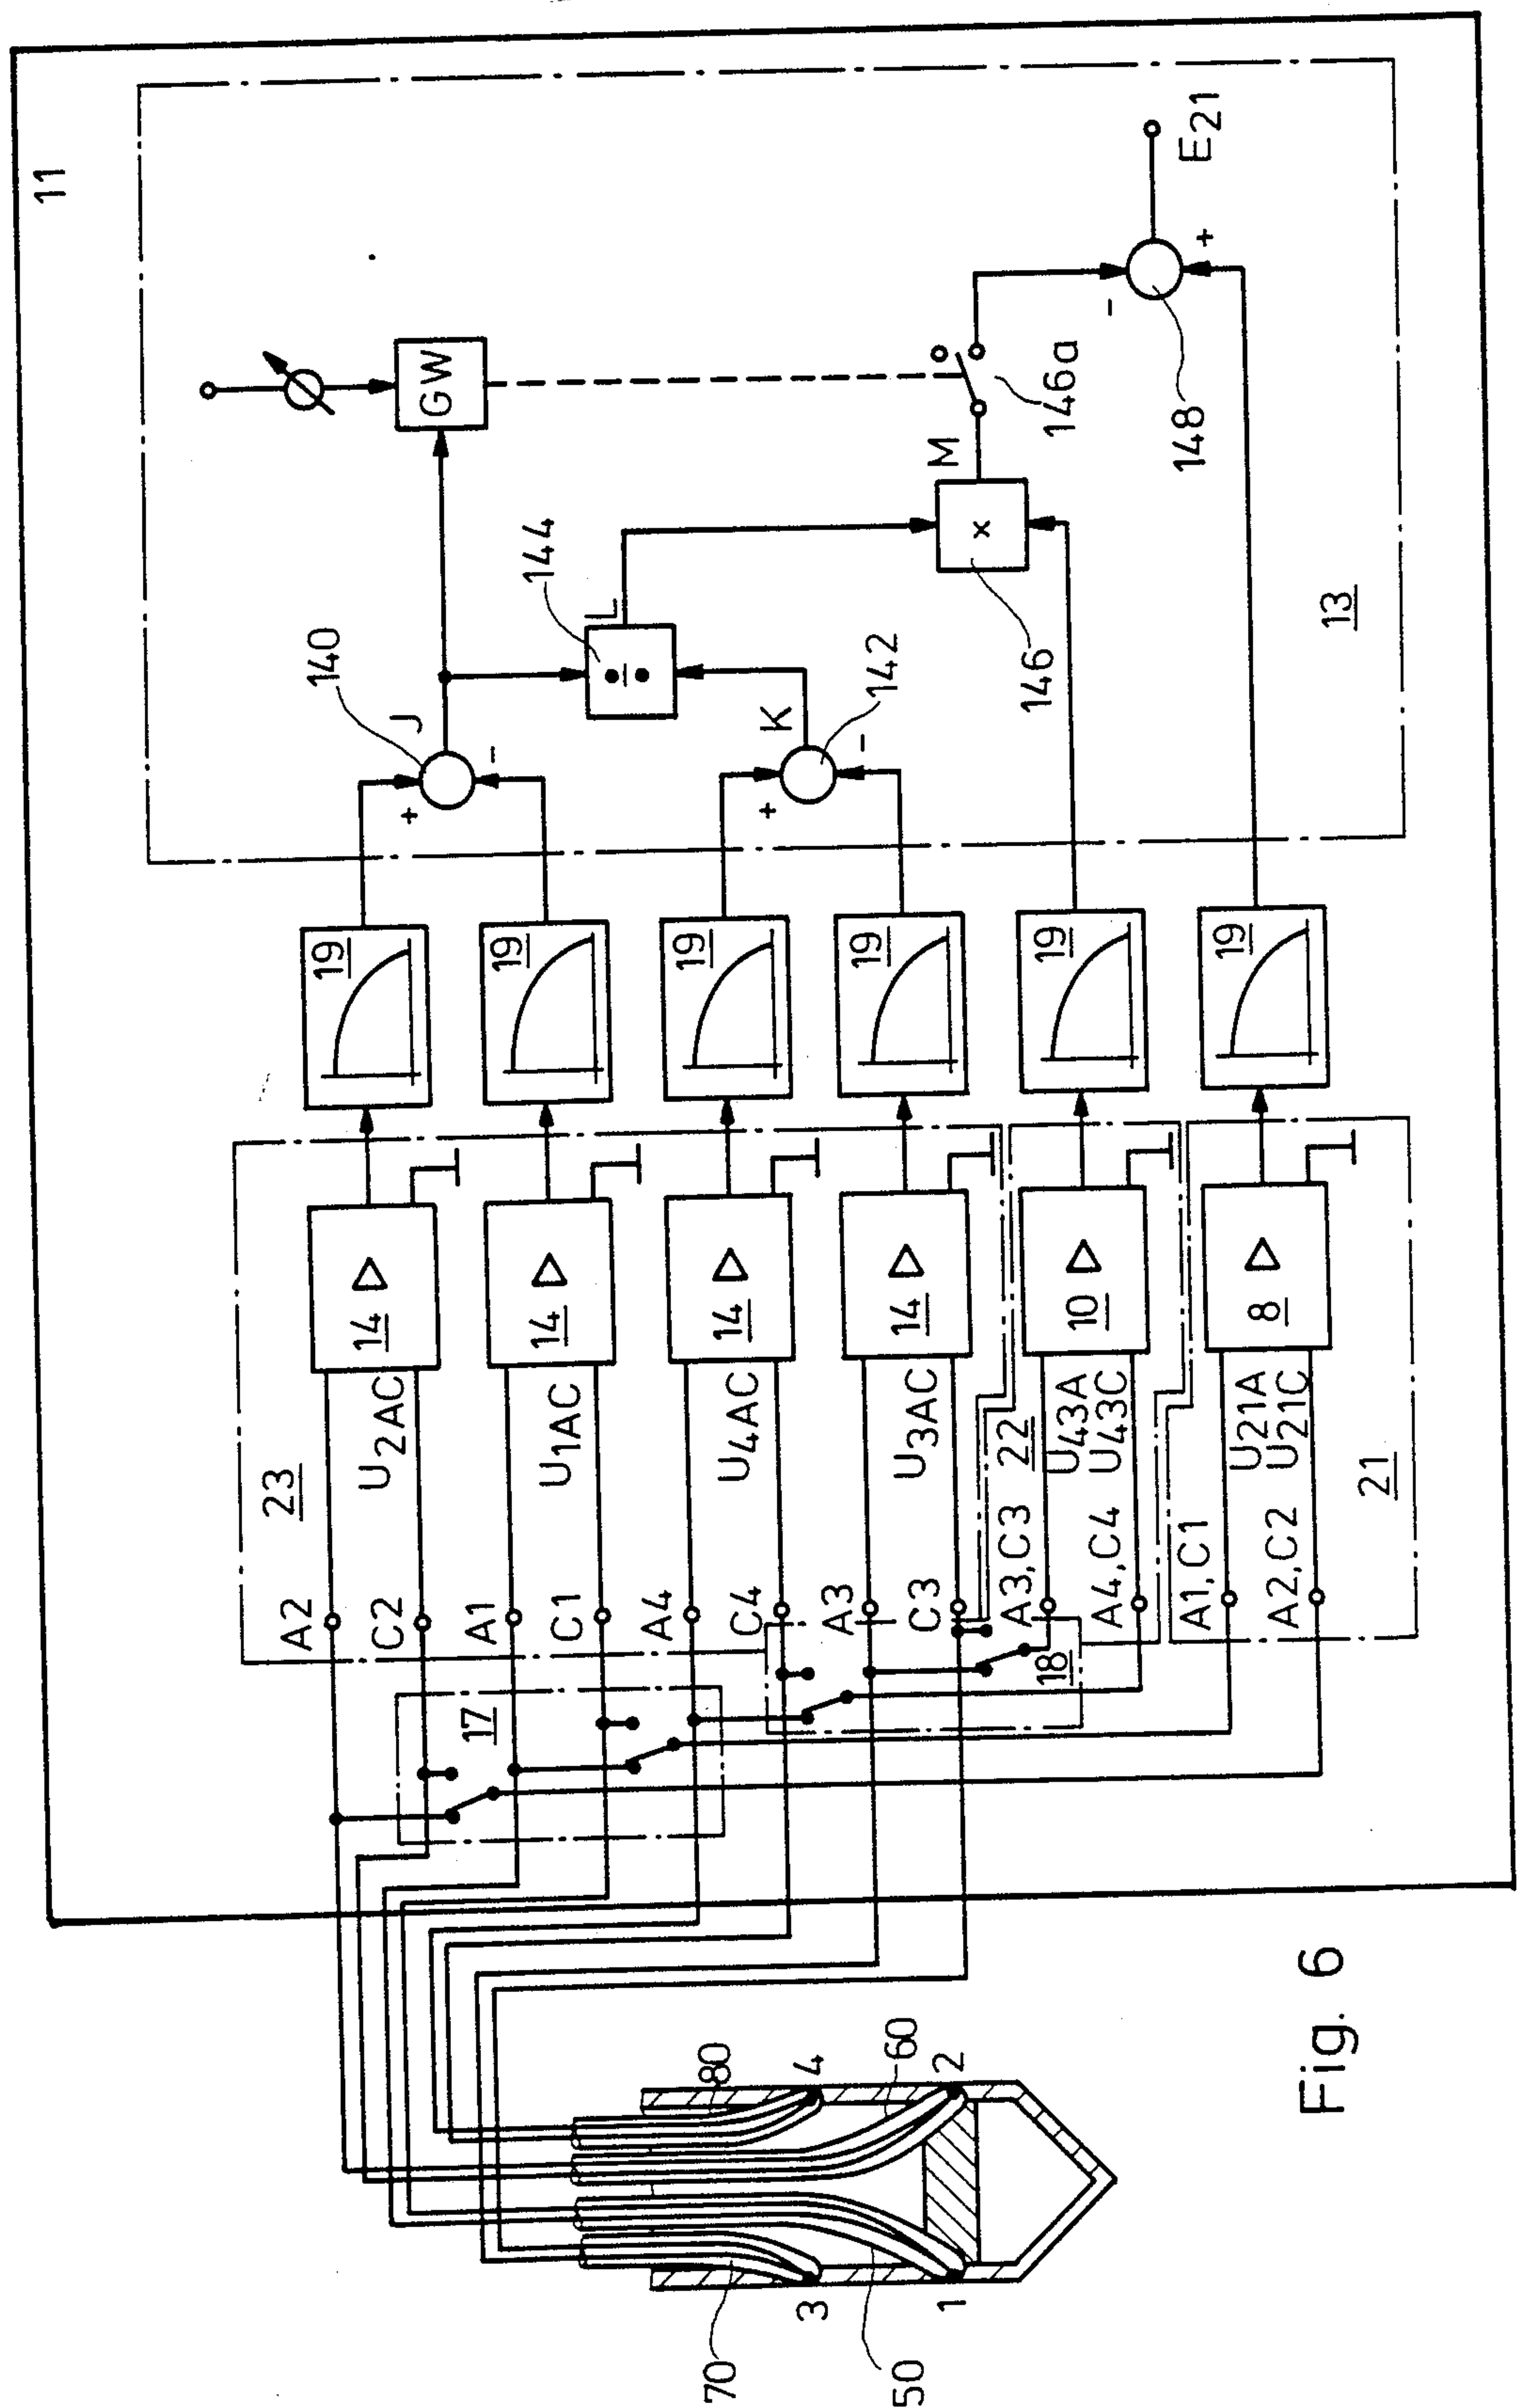 11
GW
E21
+
-
148
146a
M
x
146
144
L
140
J
+
-
142
K
+
-
13
19
19
19
19
19
19
14
14
14
14
10
8
23
A2
U2AC
C2
A1
U1AC
C1
A4
U4AC
C4
A3
U3AC
C3
22
A3,C3
U43A
A4,C4
U43C
A1,C1
U21A
A2,C2
U21C
21
17
18
80
4
60
2
3
1
70
50
Fig. 6